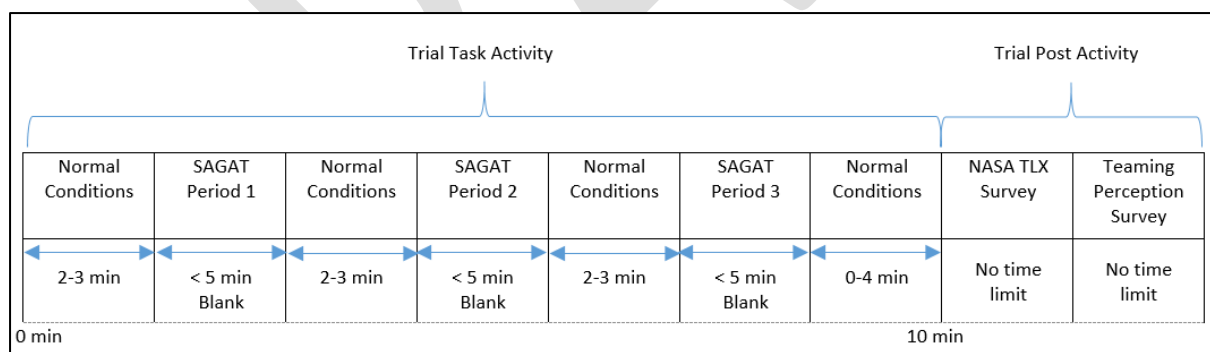 Trial Task Activity
Trial Post Activity
Normal
Conditions
SAGAT
Period 1
Normal
Conditions
SAGAT
Period 2
Normal
Conditions
SAGAT
Period 3
Normal
Conditions
NASA TLX
Survey
Teaming
Perception
Survey
2-3 min
< 5 min
Blank
2-3 min
< 5 min
Blank
2-3 min
< 5 min
Blank
0-4 min
No time
limit
No time
limit
0 min
10 min